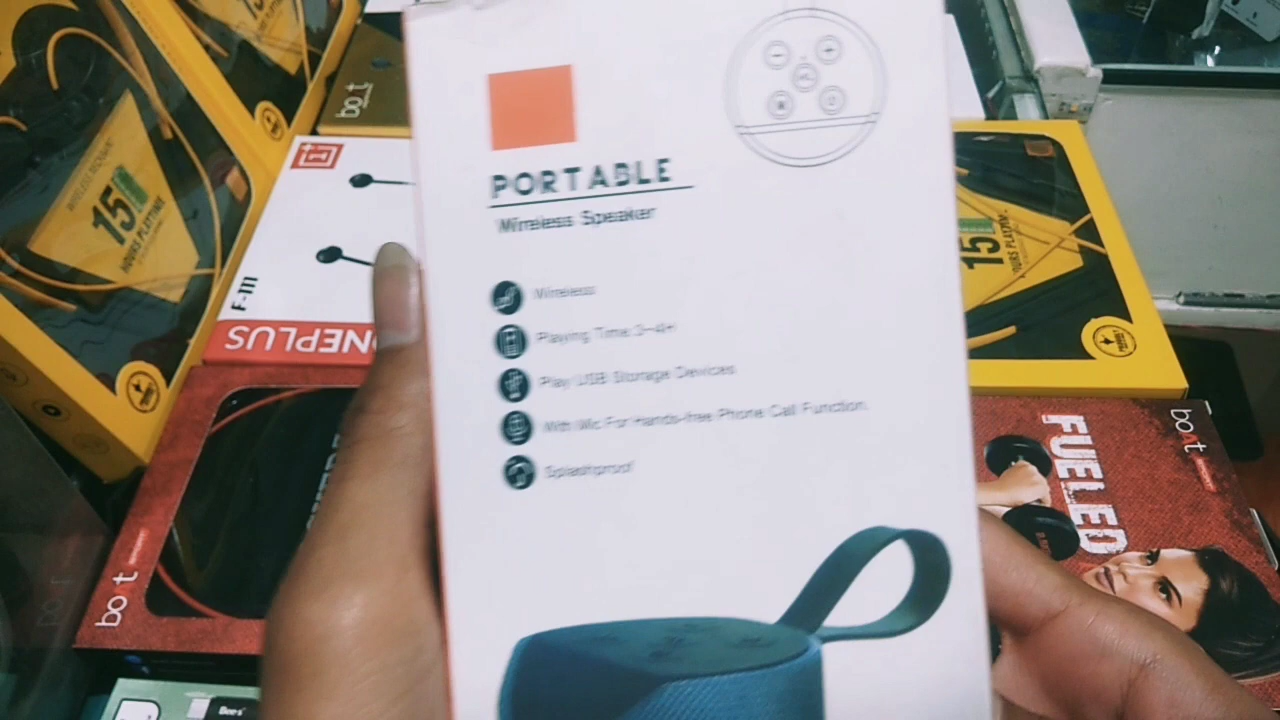 PORTABLE
Wireless Speaker
Wireless
Playing Time:3-4H
Play USB Storage Devices
With Mic For Hands-free Phone Call Function
Splashproof
boAt
15
HOURS PLAYTIME
F-111
ONEPLUS
boAt
15
HOURS PLAYTIME
boAt
FUELED